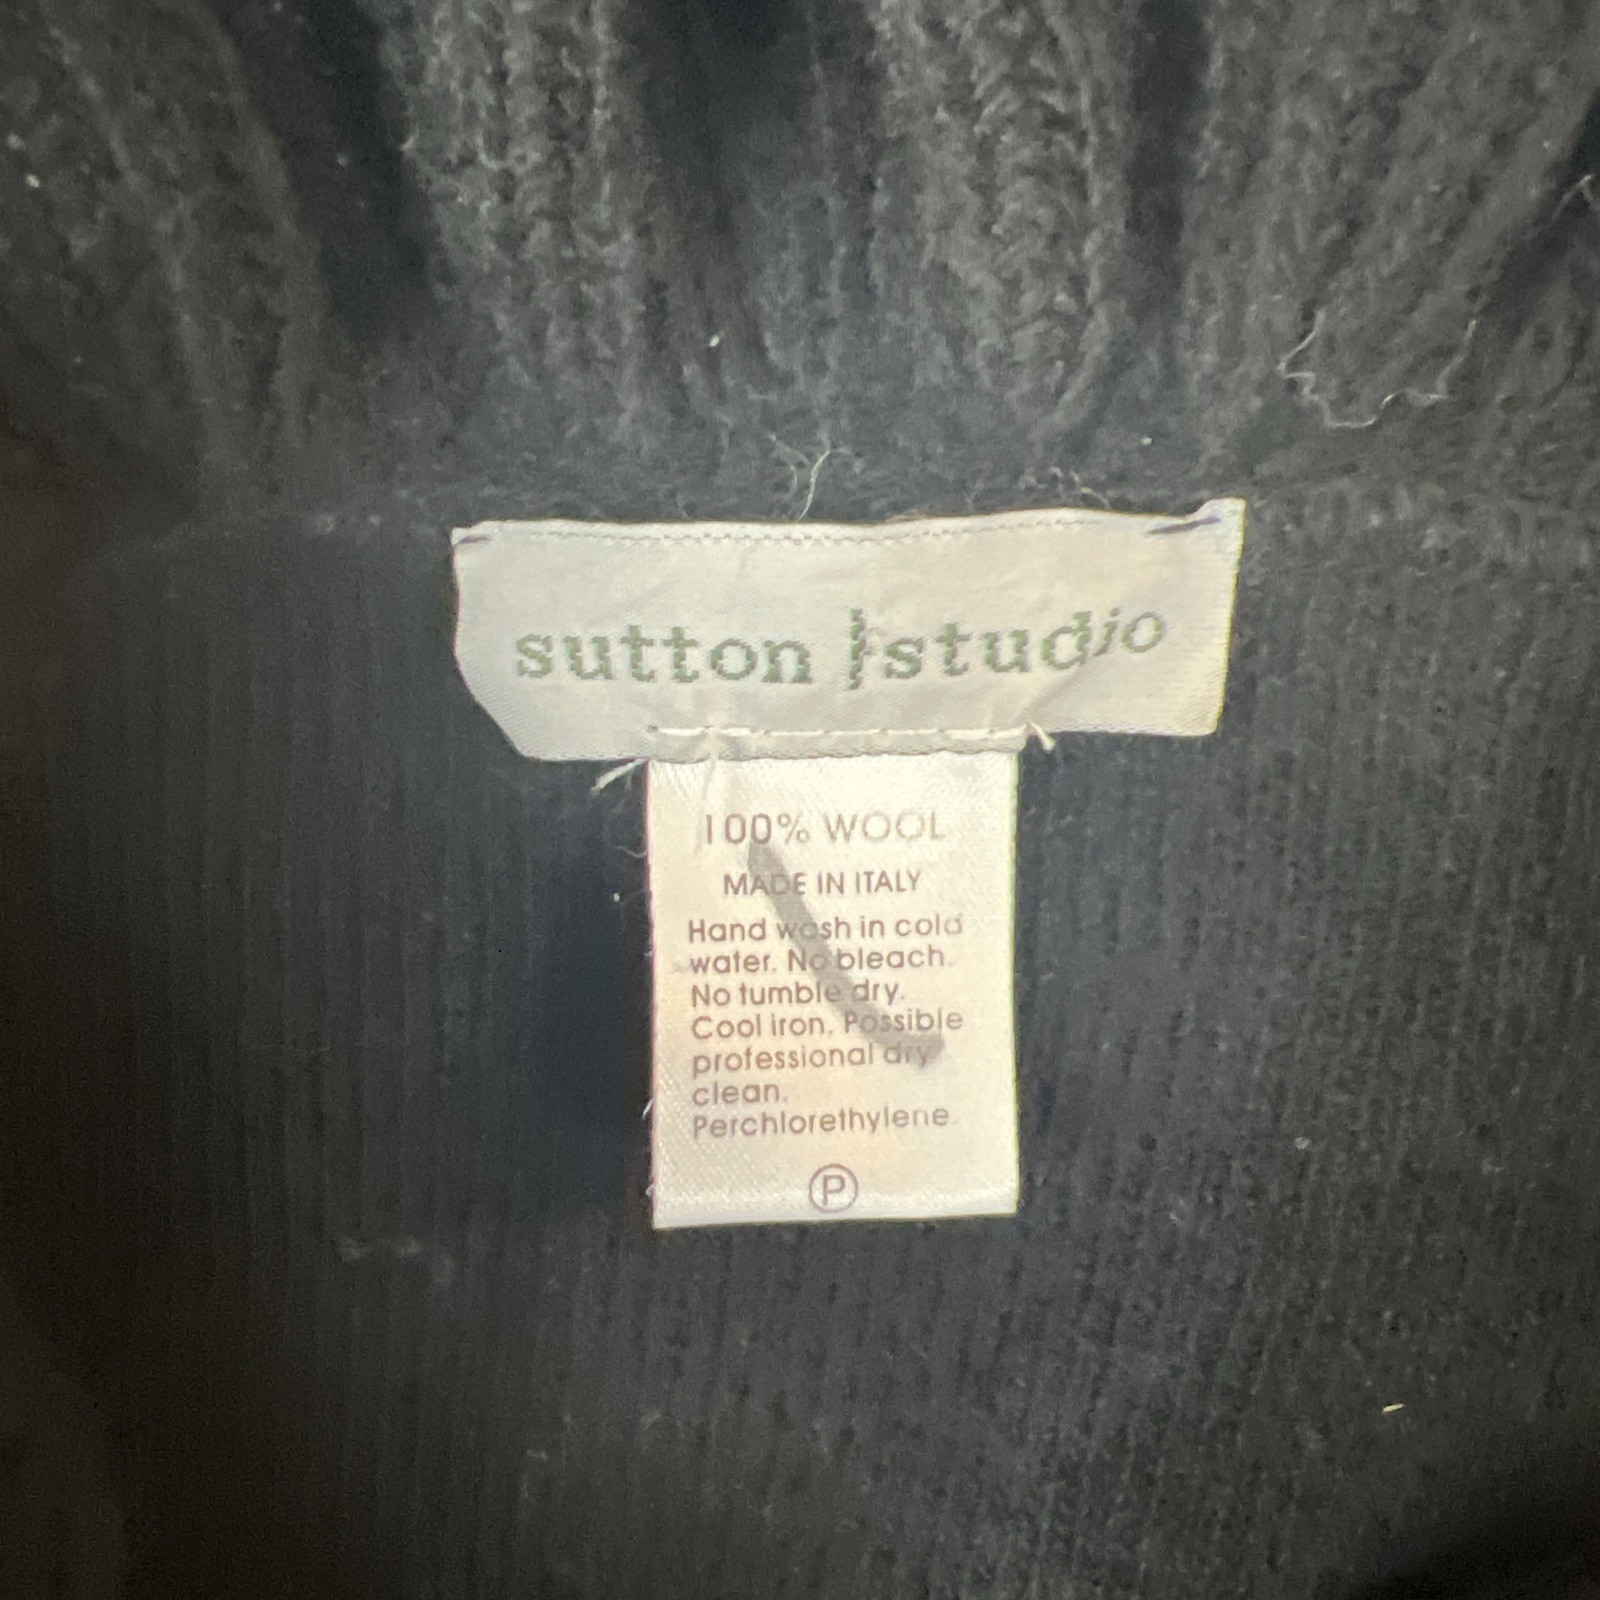 sutton studio
100% WOOL
MADE IN ITALY
Hand wash in cold
water. No bleach.
No tumble dry.
Cool iron. Possible
professional dry
clean.
Perchlorethylene.
P